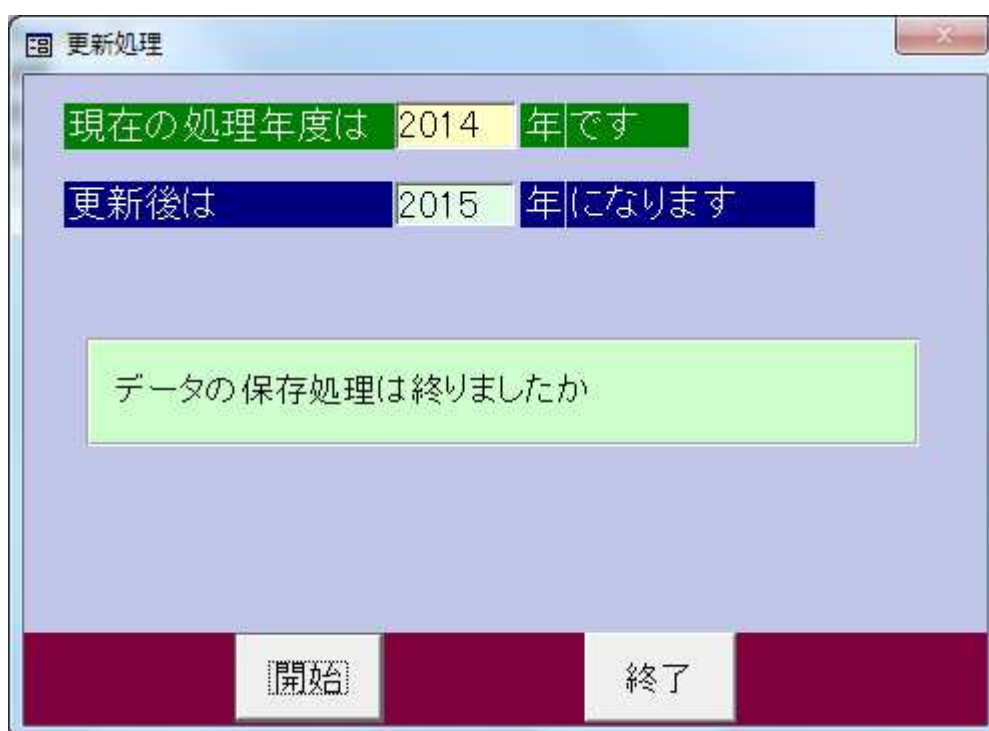 更新処理
現在の処理年度は 2014 年です
更新後は 2015 年になります
データの保存処理は終りましたか
開始 終了